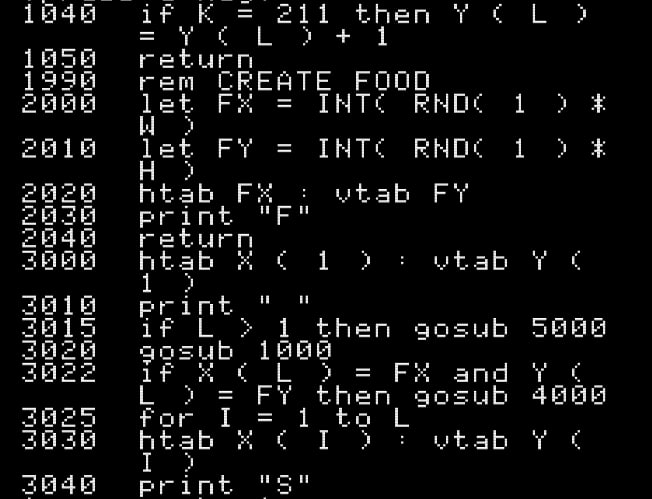 1040 if K = 211 then Y ( L )
= Y ( L ) + 1
1050 return
1990 rem CREATE FOOD
2000 let FX = INT( RND( 1 ) *
W )
2010 let FY = INT( RND( 1 ) *
H )
2020 htab FX : vtab FY
2030 print "F"
2040 return
3000 htab X ( 1 ) : vtab Y (
1 )
3010 print " "
3015 if L > 1 then gosub 5000
3020 gosub 1000
3022 if X ( L ) = FX and Y (
L ) = FY then gosub 4000
3025 for I = 1 to L
3030 htab X ( I ) : vtab Y (
I )
3040 print "S"